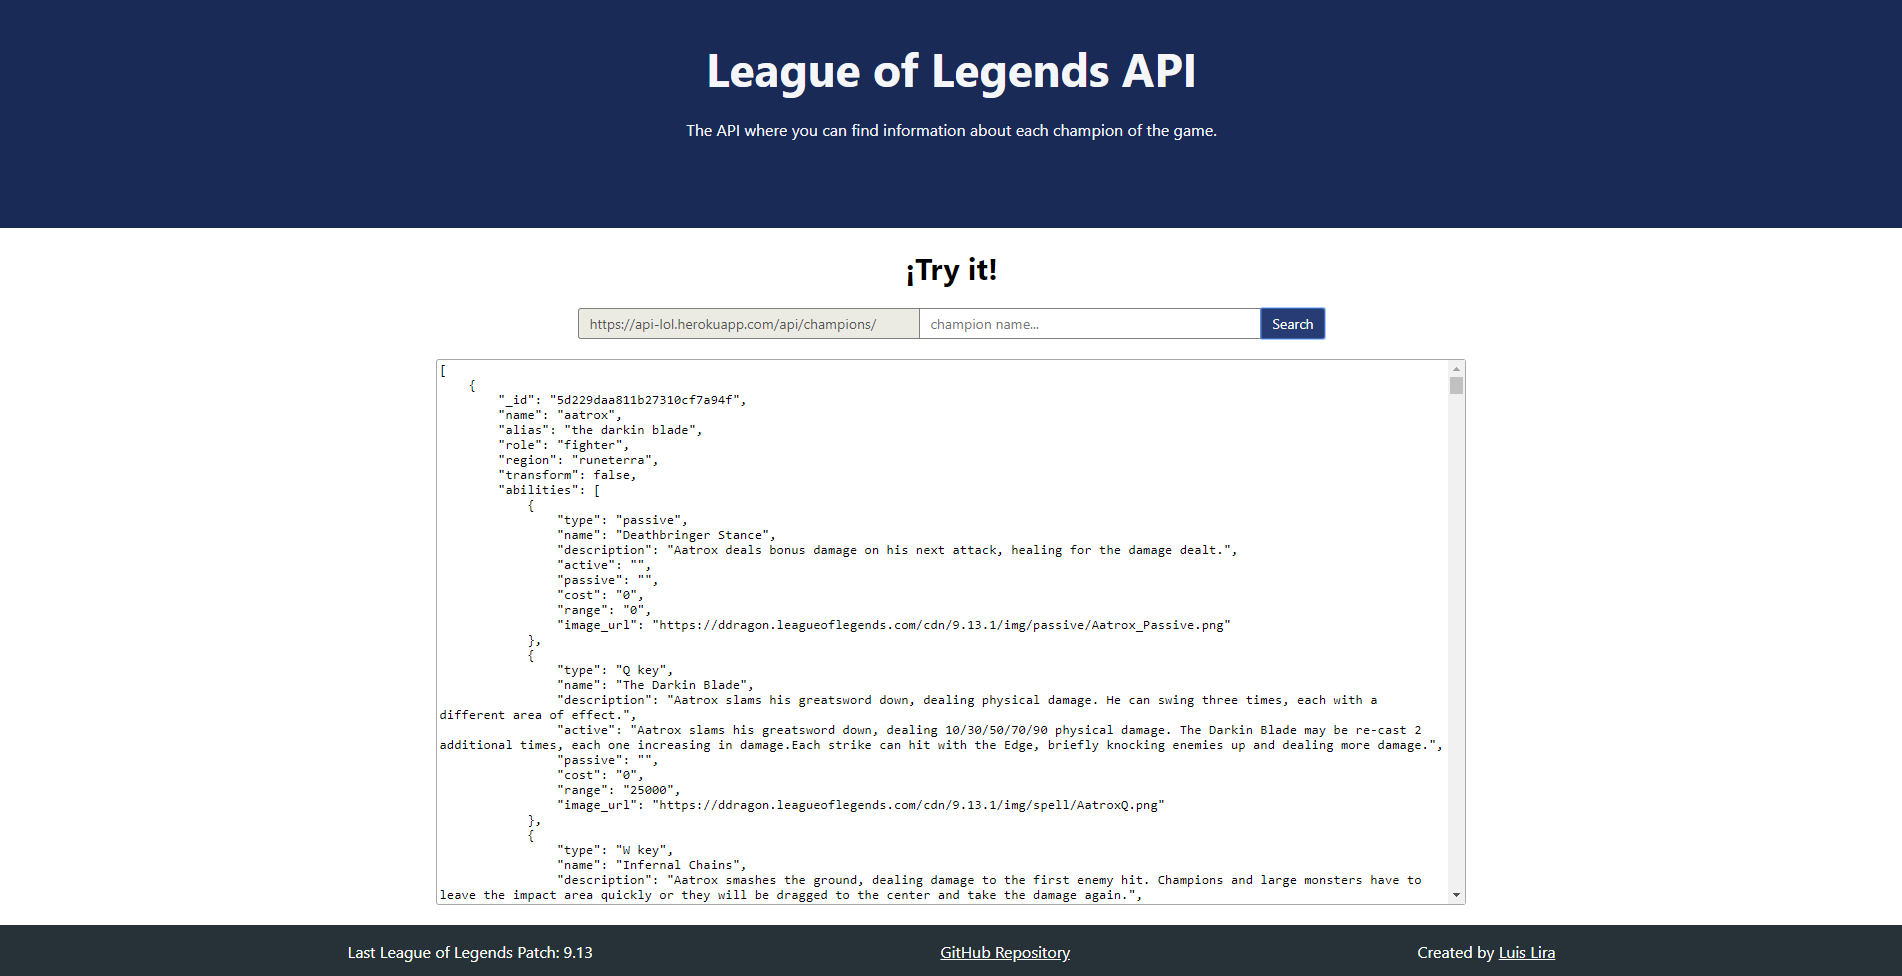 League of Legends API
The API where you can find information about each champion of the game.
¡Try it!
https://api-lol.herokuapp.com/api/champions/ champion name... Search
[
    {
        "_id": "5d229daa811b27310cf7a94f",
        "name": "aatrox",
        "alias": "the darkin blade",
        "role": "fighter",
        "region": "runeterra",
        "transform": false,
        "abilities": [
            {
                "type": "passive",
                "name": "Deathbringer Stance",
                "description": "Aatrox deals bonus damage on his next attack, healing for the damage dealt.",
                "active": "",
                "passive": "",
                "cost": "0",
                "range": "0",
                "image_url": "https://ddragon.leagueoflegends.com/cdn/9.13.1/img/passive/Aatrox_Passive.png"
            },
            {
                "type": "Q key",
                "name": "The Darkin Blade",
                "description": "Aatrox slams his greatsword down, dealing physical damage. He can swing three times, each with a
different area of effect.",
                "active": "Aatrox slams his greatsword down, dealing 10/30/50/70/90 physical damage. The Darkin Blade may be re-cast 2
additional times, each one increasing in damage.Each strike can hit with the Edge, briefly knocking enemies up and dealing more damage.",
                "passive": "",
                "cost": "0",
                "range": "25000",
                "image_url": "https://ddragon.leagueoflegends.com/cdn/9.13.1/img/spell/AatroxQ.png"
            },
            {
                "type": "W key",
                "name": "Infernal Chains",
                "description": "Aatrox smashes the ground, dealing damage to the first enemy hit. Champions and large monsters have to
leave the impact area quickly or they will be dragged to the center and take the damage again.",
Last League of Legends Patch: 9.13
GitHub Repository
Created by Luis Lira